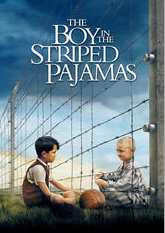 THE
BOY IN THE
STRIPED PAJAMAS